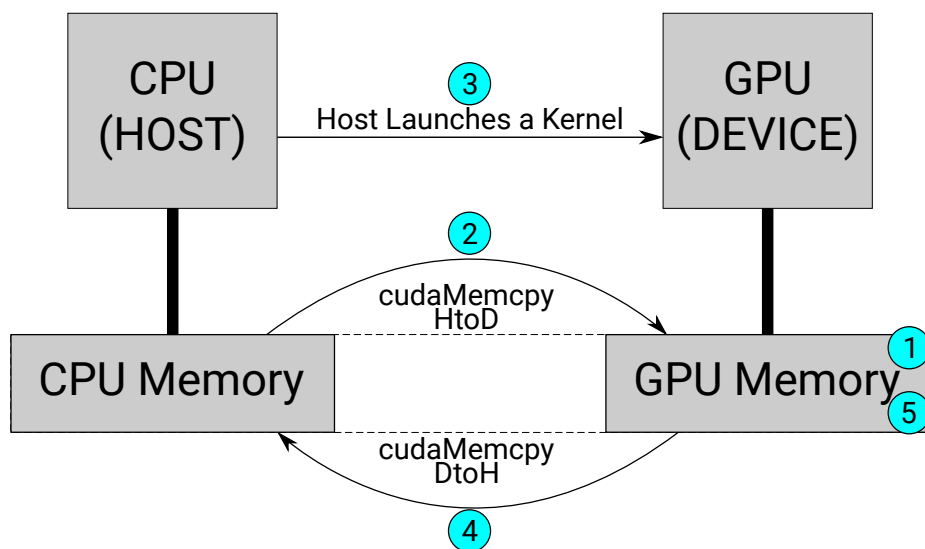 CPU
(HOST)
3
Host Launches a Kernel
GPU
(DEVICE)
2
cudaMemcpy
HtoD
CPU Memory
GPU Memory
1
5
cudaMemcpy
DtoH
4